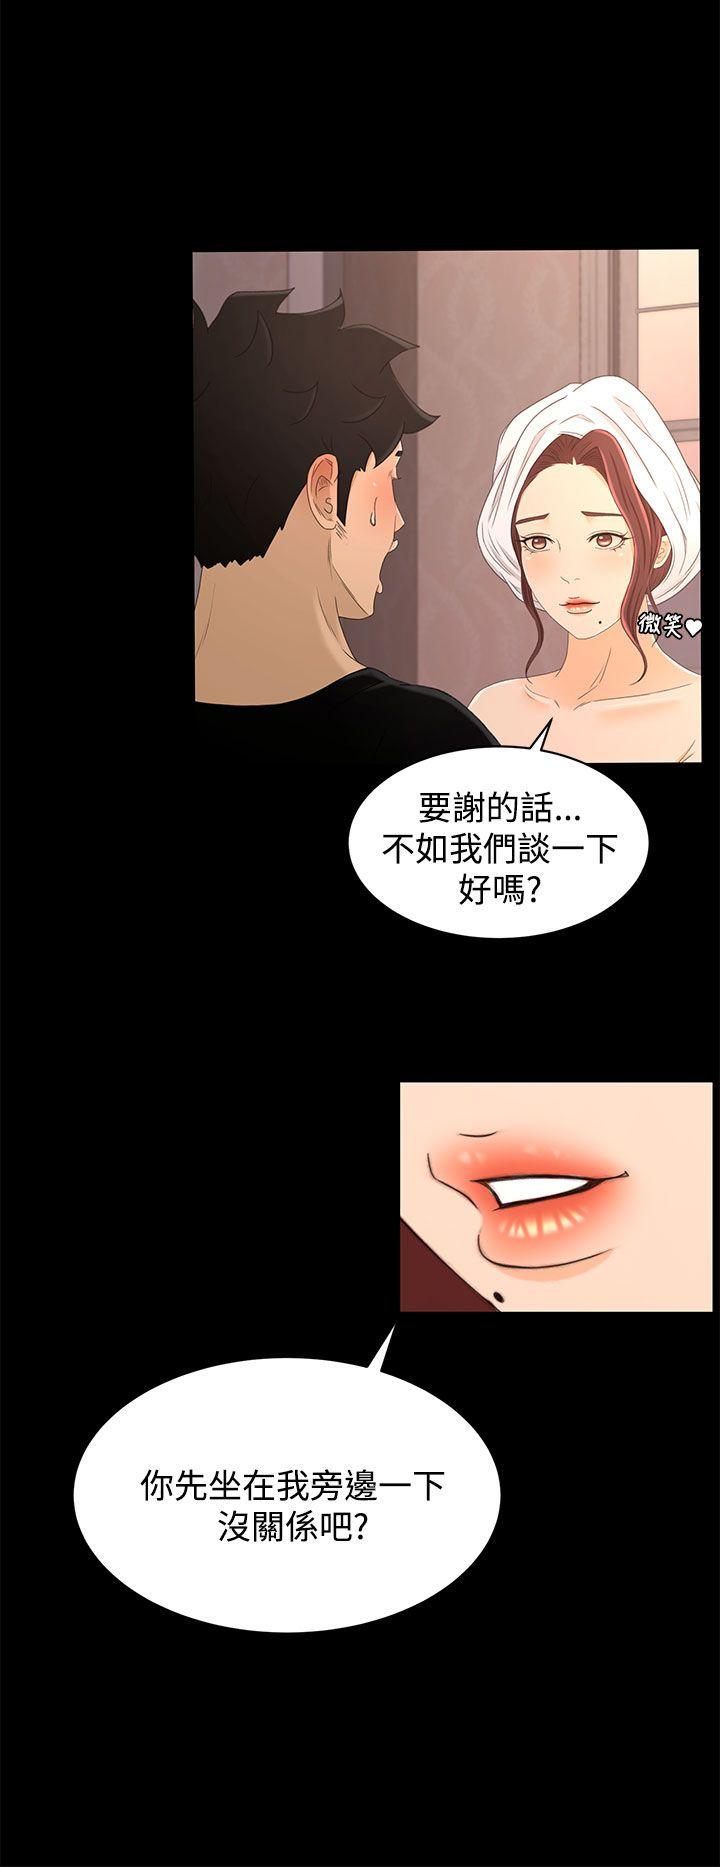 微笑♥
要謝的話…
不如我們談一下
好嗎?
你先坐在我旁邊一下
沒關係吧?